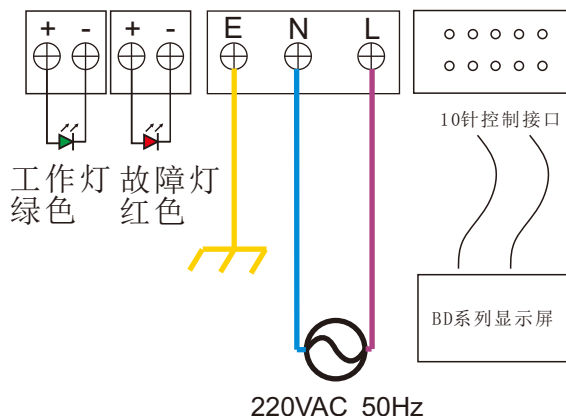 + - + - E N L
10针控制接口
工作灯 故障灯
绿色 红色
BD系列显示屏
220VAC 50Hz